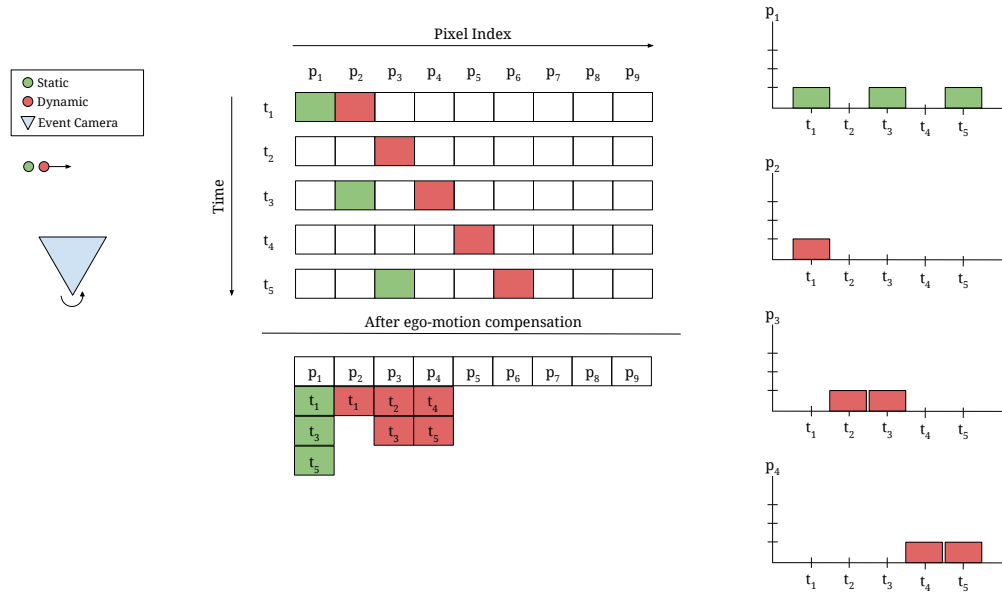 Static
Dynamic
Event Camera
Pixel Index
p1 p2 p3 p4 p5 p6 p7 p8 p9
Time
t1
t2
t3
t4
t5
After ego-motion compensation
p1 p2 p3 p4 p5 p6 p7 p8 p9
t1 t1 t2 t4
t3 t3 t5
t5
p1
t1 t2 t3 t4 t5
p2
t1 t2 t3 t4 t5
p3
t1 t2 t3 t4 t5
p4
t1 t2 t3 t4 t5